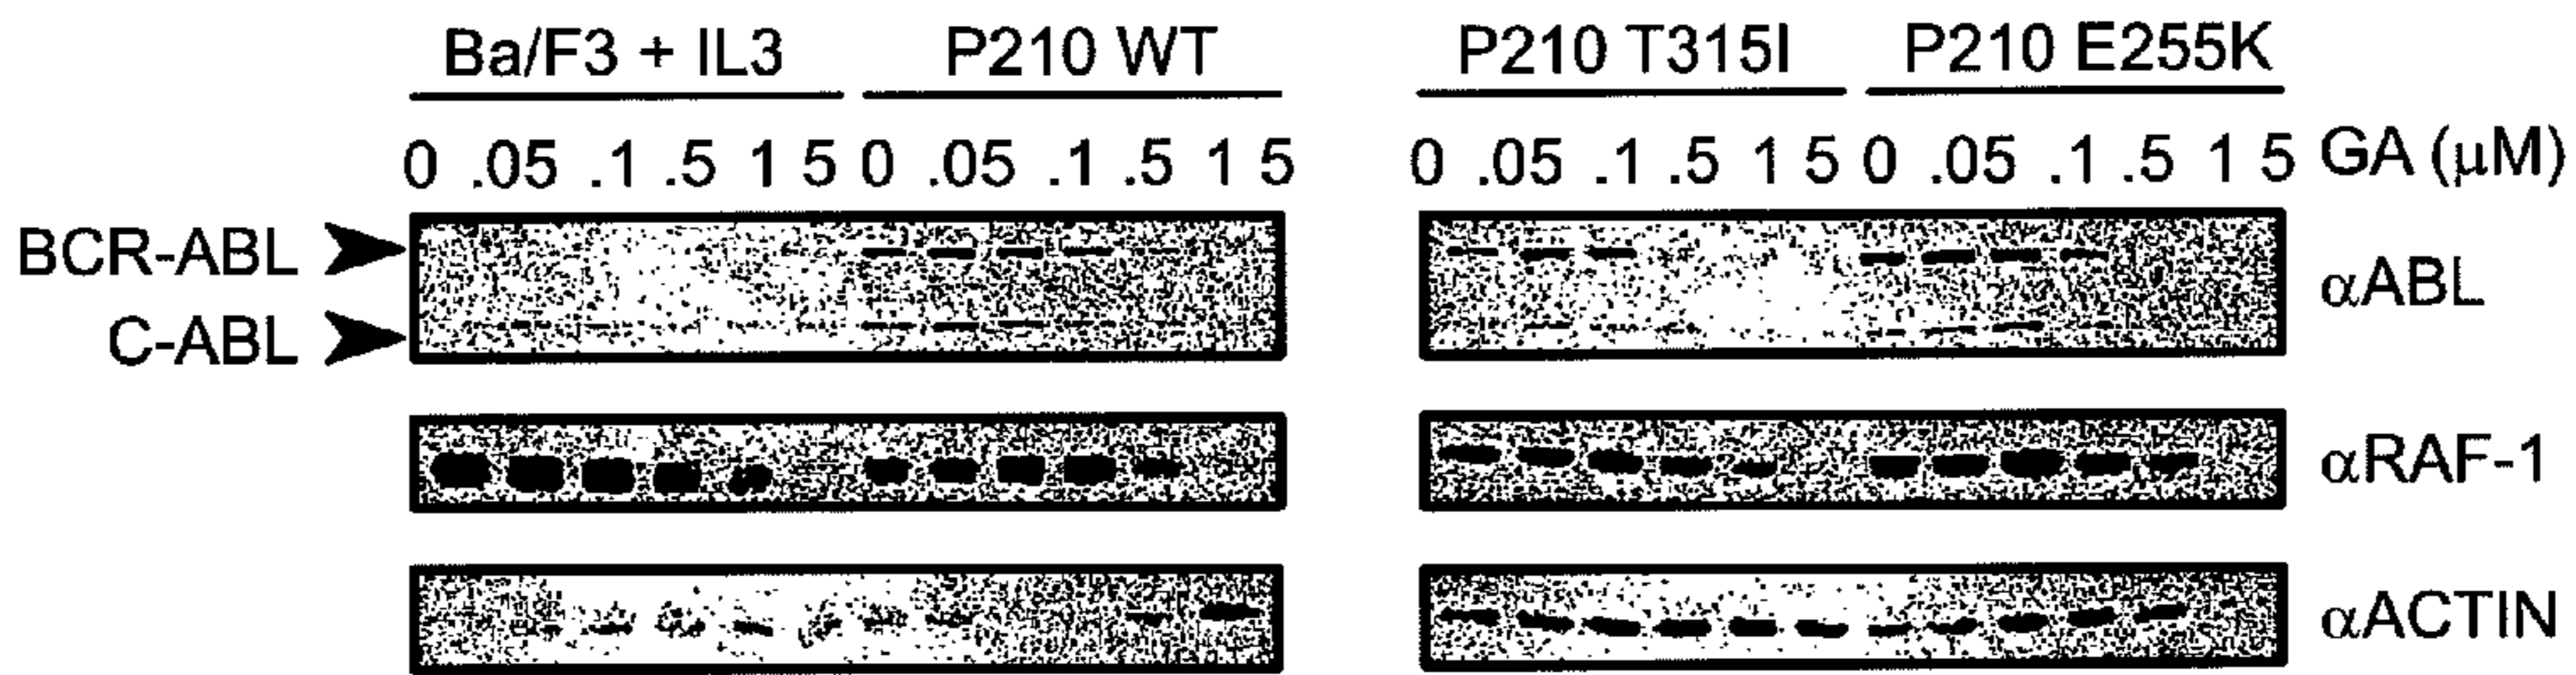 Ba/F3 + IL3 P210 WT P210 T315I P210 E255K
0 .05 .1 .5 1 5 0 .05 .1 .5 1 5 0 .05 .1 .5 1 5 0 .05 .1 .5 1 5 GA (μM)
BCR-ABL
αABL
C-ABL
αRAF-1
αACTIN